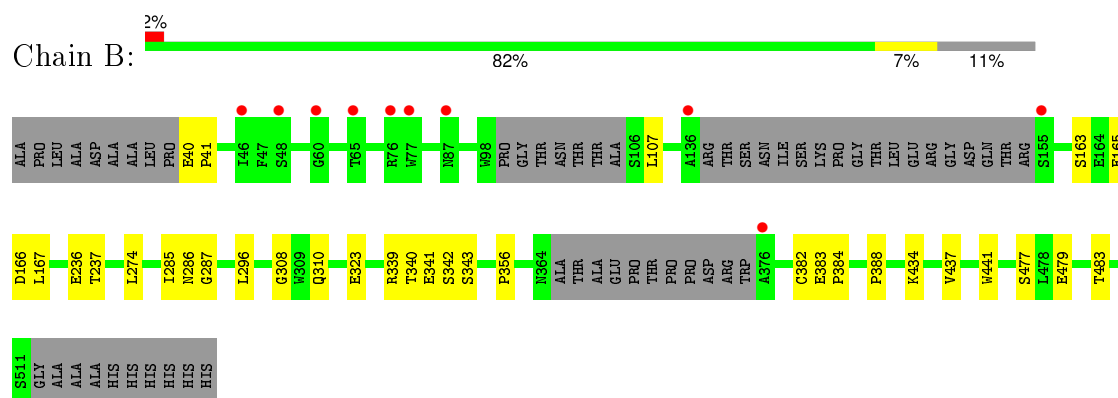 2%
Chain B:
82% 7% 11%
ALA PRO LEU ALA ASP ALA ALA LEU PRO E40 P41 I46 F47 S48 G60 T65 R76 W77 N87 W98 PRO GLY THR ASN THR THR ALA S106 L107 A136 ARG THR SER ASN ILE SER LYS PRO GLY THR LEU GLU ARG GLY ASP GLN THR ARG S155 S163 E164 F165
D166 L167 E236 T237 L274 I285 N286 G287 L296 G308 W309 Q310 E323 R339 T340 E341 S342 S343 P356 N364 ALA THR ALA GLU PRO THR PRO PRO ASP ARG TRP A376 C382 E383 P384 P388 K434 V437 W441 S477 L478 E479 T483
S511 GLY ALA ALA ALA HIS HIS HIS HIS HIS HIS